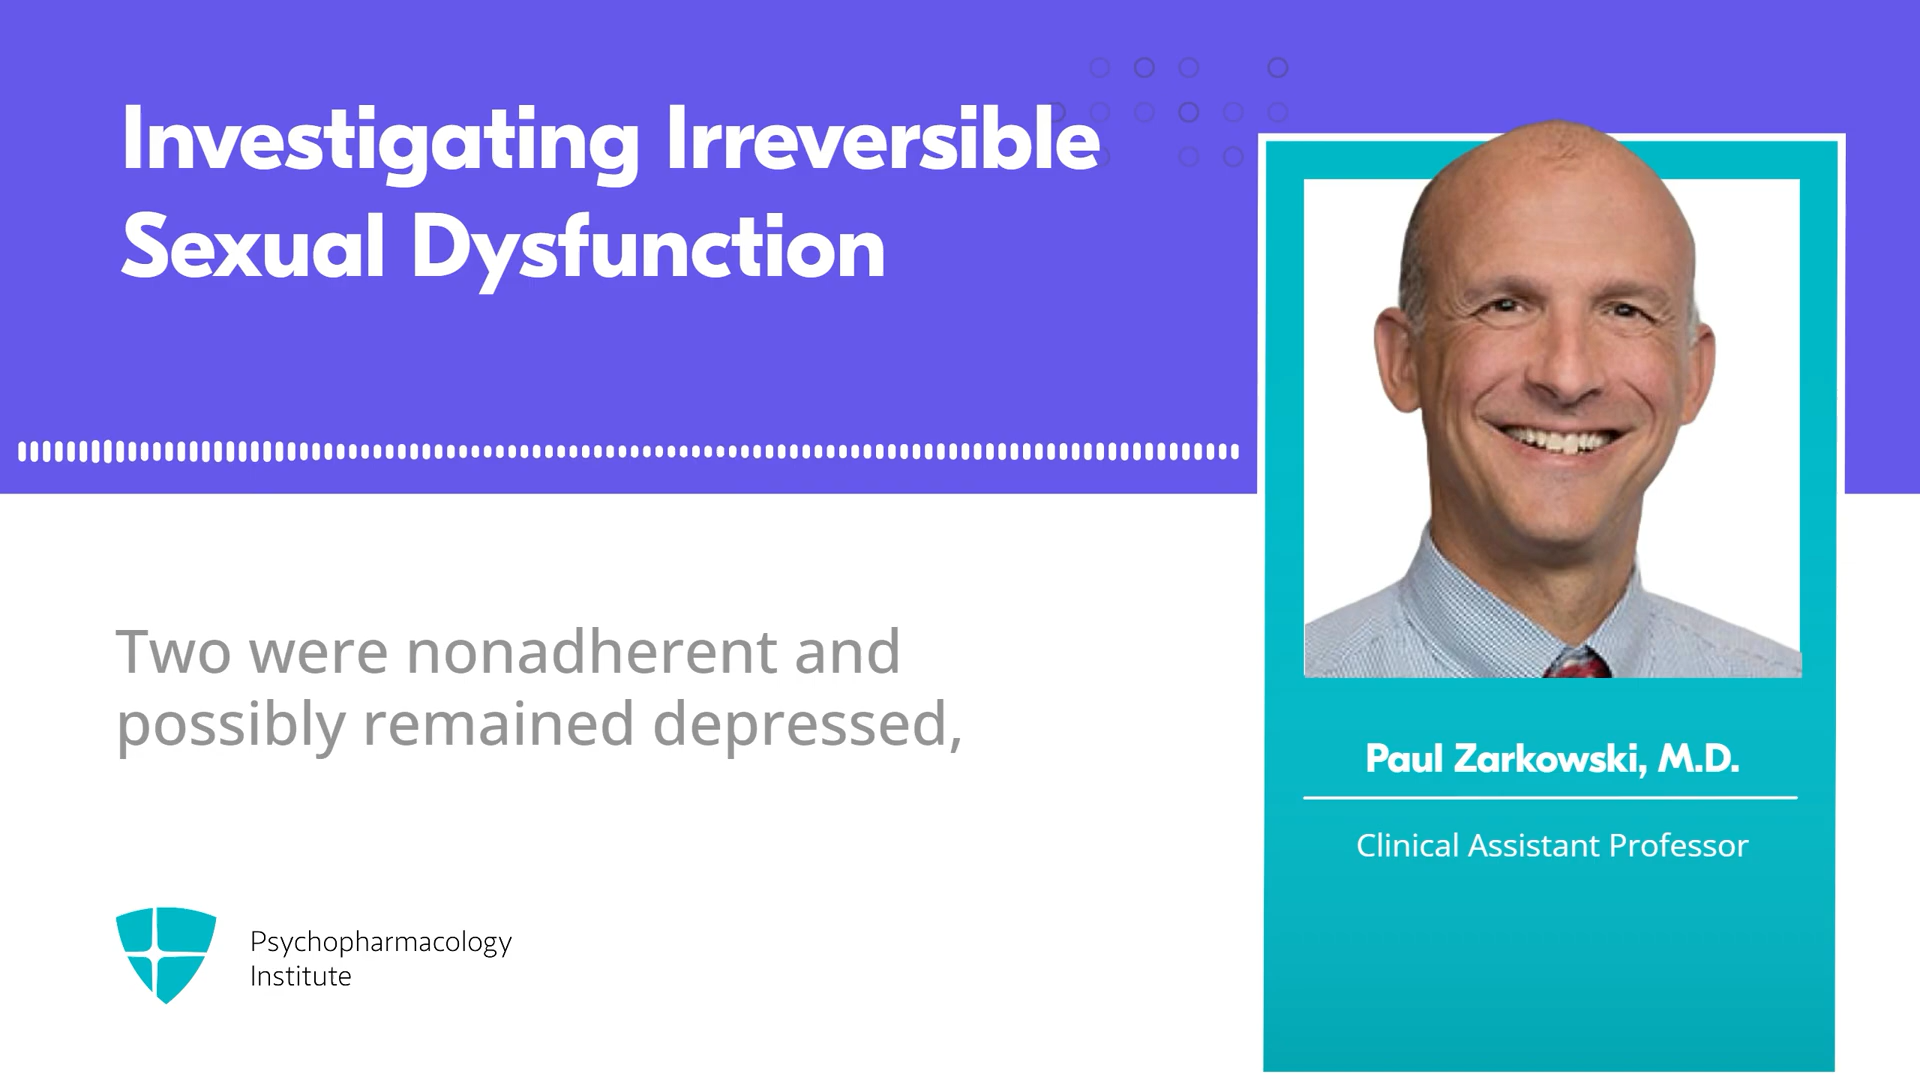 Investigating Irreversible
Sexual Dysfunction
Two were nonadherent and
possibly remained depressed,
Psychopharmacology
Institute
Paul Zarkowski, M.D.
Clinical Assistant Professor